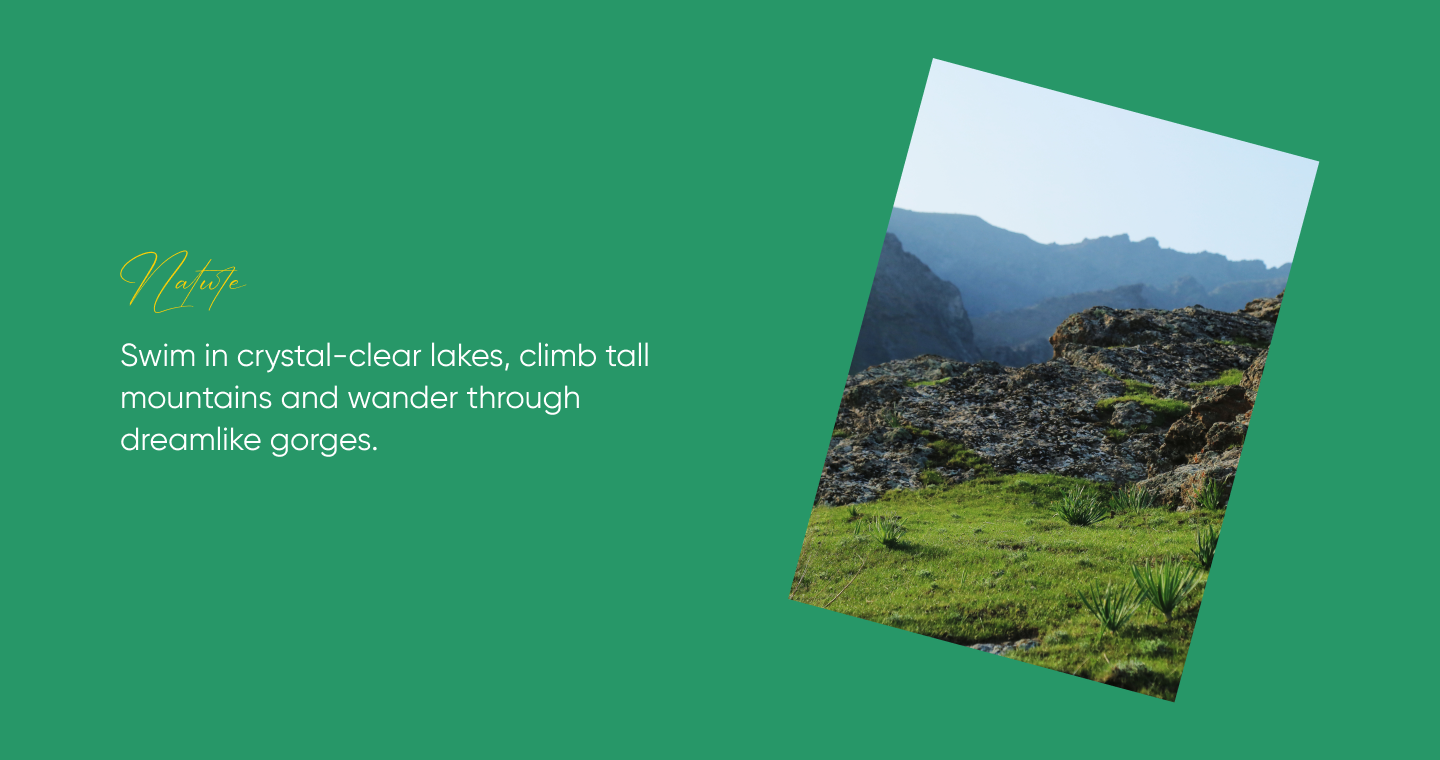 Nature
Swim in crystal-clear lakes, climb tall
mountains and wander through
dreamlike gorges.